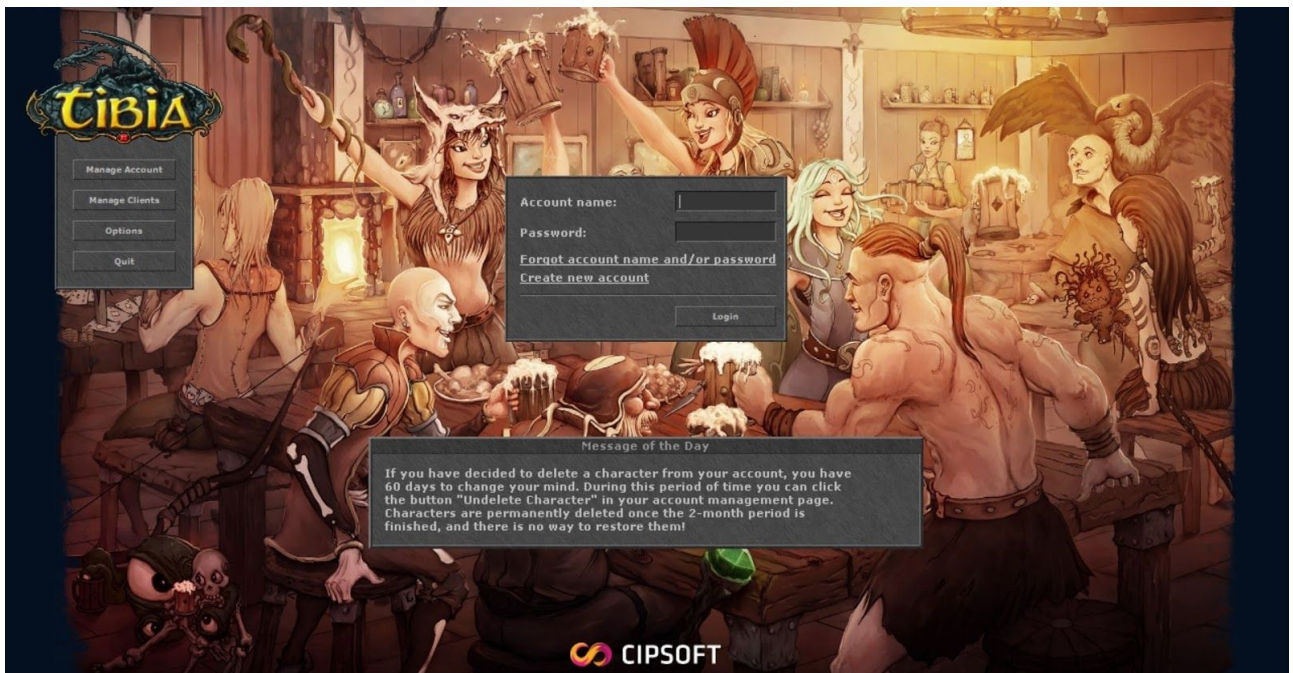 TIBIA
Manage Account
Manage Clients
Options
Quit
Account name:
Password:
Forgot account name and/or password
Create new account
Login
Message of the Day
If you have decided to delete a character from your account, you have
60 days to change your mind. During this period of time you can click
the button "Undelete Character" in your account management page.
Characters are permanently deleted once the 2-month period is
finished, and there is no way to restore them!
CIPSOFT